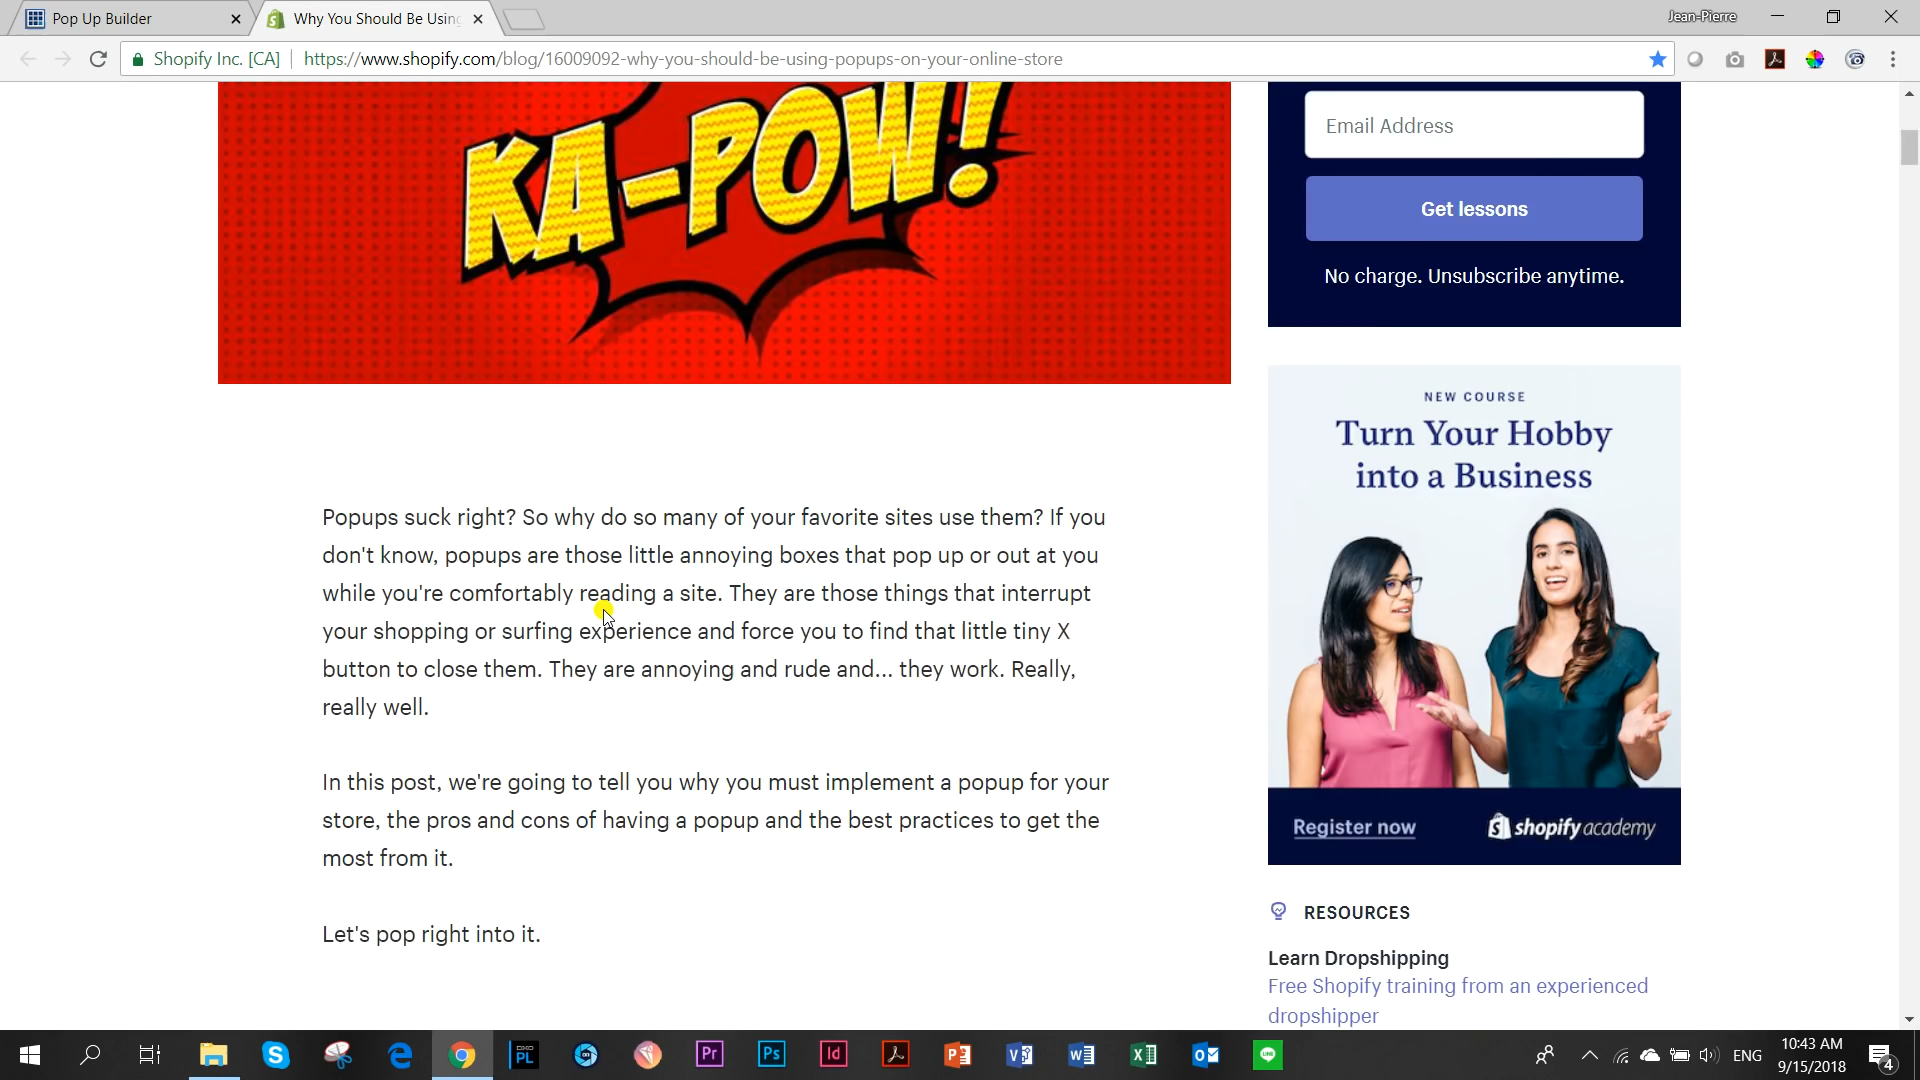 Pop Up Builder
Why You Should Be Using
Jean-Pierre
Shopify Inc. [CA]
https://www.shopify.com/blog/16009092-why-you-should-be-using-popups-on-your-online-store
KA-POW!
Email Address
Get lessons
No charge. Unsubscribe anytime.
NEW COURSE
Turn Your Hobby
into a Business
Register now
shopify academy
Popups suck right? So why do so many of your favorite sites use them? If you
don't know, popups are those little annoying boxes that pop up or out at you
while you're comfortably reading a site. They are those things that interrupt
your shopping or surfing experience and force you to find that little tiny X
button to close them. They are annoying and rude and... they work. Really,
really well.
In this post, we're going to tell you why you must implement a popup for your
store, the pros and cons of having a popup and the best practices to get the
most from it.
Let's pop right into it.
RESOURCES
Learn Dropshipping
Free Shopify training from an experienced
dropshipper
PL
Pr
Ps
Id
ENG
10:43 AM
9/15/2018
4